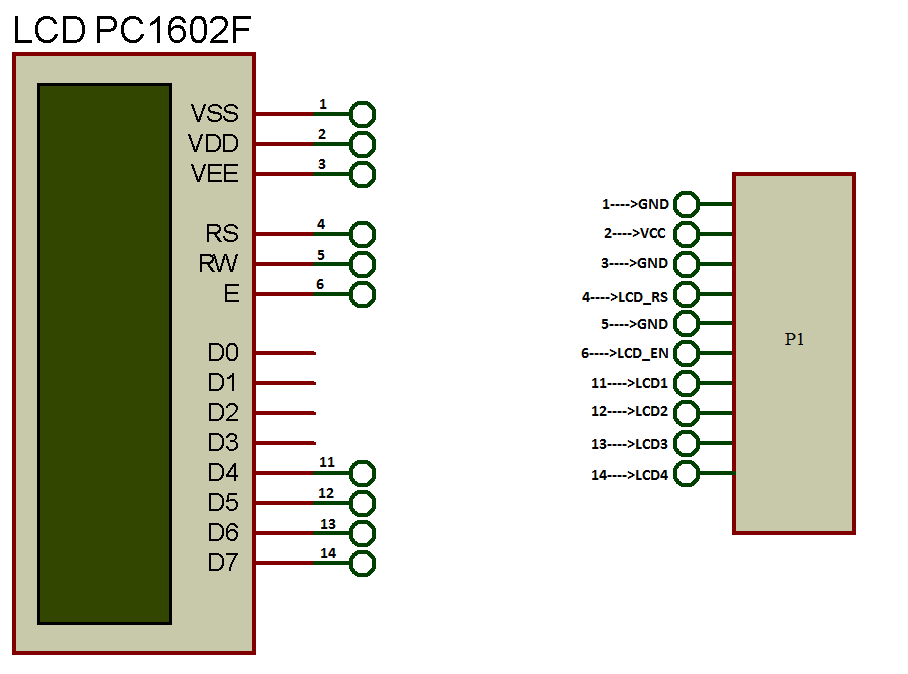 LCD PC1602F
VSS 1
VDD 2
VEE 3
RS 4
RW 5
E 6
D0
D1
D2
D3
D4 11
D5 12
D6 13
D7 14
1---->GND
2---->VCC
3---->GND
4---->LCD_RS
5---->GND
6---->LCD_EN
11---->LCD1
12---->LCD2
13---->LCD3
14---->LCD4
P1